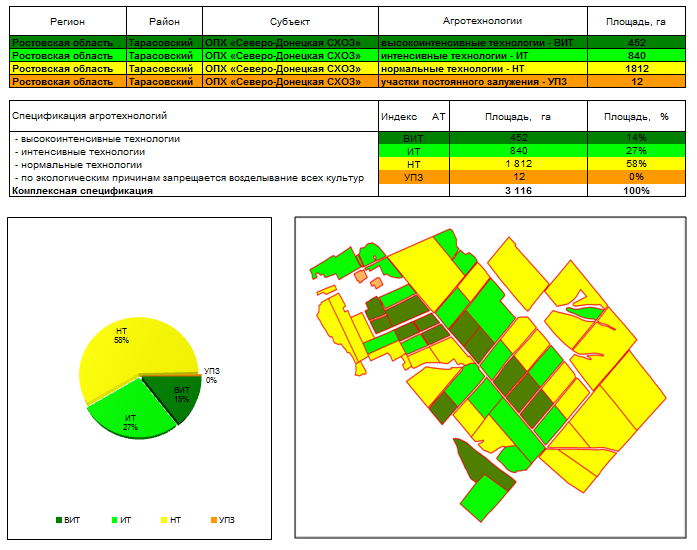 Регион Район Субъект Агротехнологии Площадь, га
Ростовская область Тарасовский ОПХ «Северо-Донецкая СХОЗ» высокоинтенсивные технологии - ВИТ 452
Ростовская область Тарасовский ОПХ «Северо-Донецкая СХОЗ» интенсивные технологии - ИТ 840
Ростовская область Тарасовский ОПХ «Северо-Донецкая СХОЗ» нормальные технологии - НТ 1812
Ростовская область Тарасовский ОПХ «Северо-Донецкая СХОЗ» участки постоянного залужения - УПЗ 12
Спецификация агротехнологий Индекс АТ Площадь, га Площадь, %
- высокоинтенсивные технологии ВИТ 452 14%
- интенсивные технологии ИТ 840 27%
- нормальные технологии НТ 1 812 58%
- по экологическим причинам запрещается возделывание всех культур УПЗ 12 0%
Комплексная спецификация 3 116 100%
НТ
58%
УПЗ
0%
ВИТ
15%
ИТ
27%
ВИТ ИТ НТ УПЗ